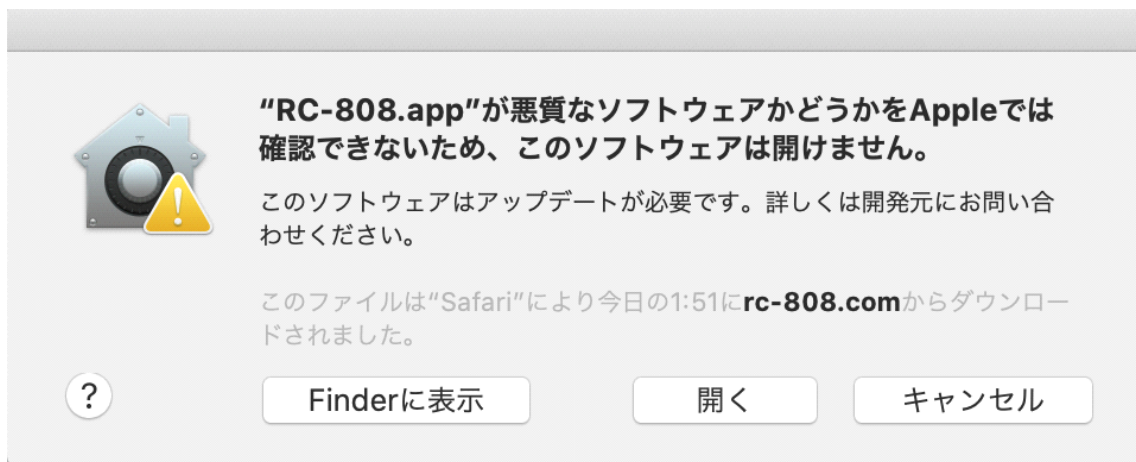 “RC-808.app”が悪質なソフトウェアかどうかをAppleでは
確認できないため、このソフトウェアは開けません。
このソフトウェアはアップデートが必要です。詳しくは開発元にお問い合
わせください。
このファイルは“Safari”により今日の1:51にrc-808.comからダウンロー
ドされました。
?
Finderに表示
開く
キャンセル